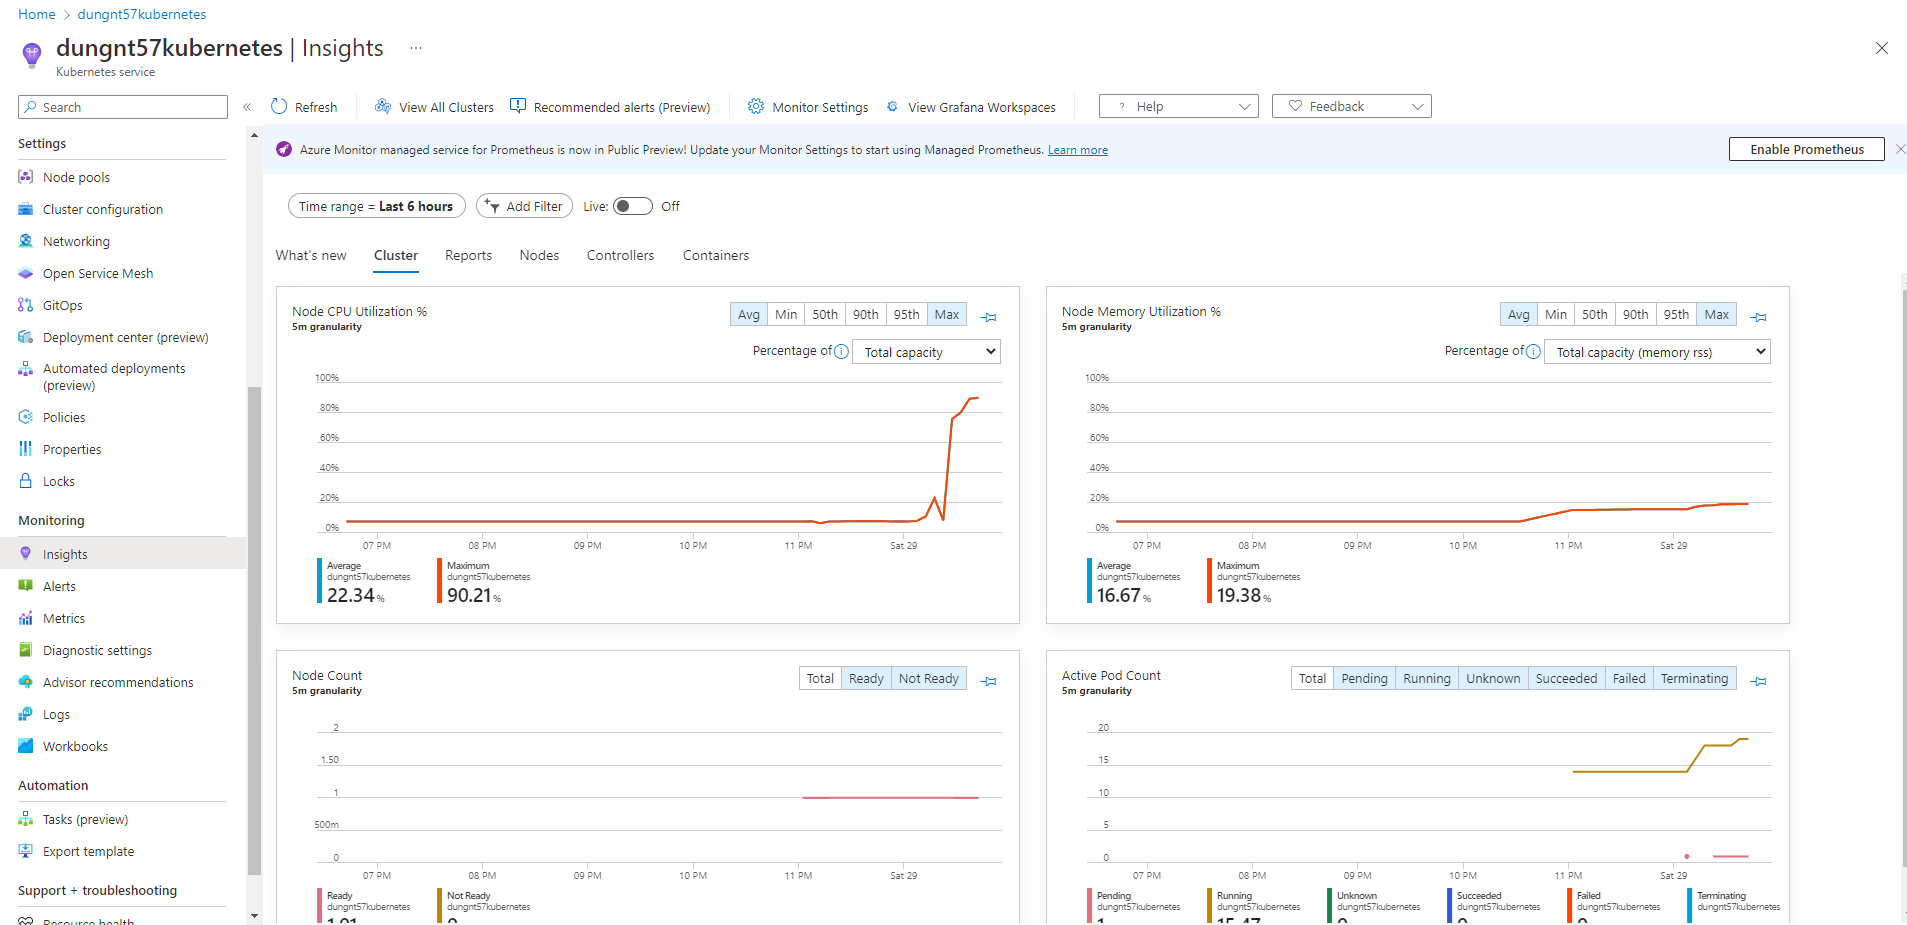 Home > dungnt57kubernetes
dungnt57kubernetes | Insights ...
Kubernetes service
Search
«
Refresh
View All Clusters
Recommended alerts (Preview)
Monitor Settings
View Grafana Workspaces
? Help
Feedback
Azure Monitor managed service for Prometheus is now in Public Preview! Update your Monitor Settings to start using Managed Prometheus. Learn more
Enable Prometheus
Settings
Node pools
Cluster configuration
Networking
Open Service Mesh
GitOps
Deployment center (preview)
Automated deployments
(preview)
Policies
Properties
Locks
Monitoring
Insights
Alerts
Metrics
Diagnostic settings
Advisor recommendations
Logs
Workbooks
Automation
Tasks (preview)
Export template
Support + troubleshooting
Resource health
Time range = Last 6 hours
Add Filter
Live: Off
What's new Cluster Reports Nodes Controllers Containers
Node CPU Utilization %
5m granularity
Avg Min 50th 90th 95th Max
Percentage of Total capacity
100%
80%
60%
40%
20%
0%
07 PM 08 PM 09 PM 10 PM 11 PM Sat 29
Average
dungnt57kubernetes
22.34 %
Maximum
dungnt57kubernetes
90.21 %
Node Memory Utilization %
5m granularity
Avg Min 50th 90th 95th Max
Percentage of Total capacity (memory rss)
100%
80%
60%
40%
20%
0%
07 PM 08 PM 09 PM 10 PM 11 PM Sat 29
Average
dungnt57kubernetes
16.67 %
Maximum
dungnt57kubernetes
19.38 %
Node Count
5m granularity
Total Ready Not Ready
2
1.50
1
500m
0
07 PM 08 PM 09 PM 10 PM 11 PM Sat 29
Ready
dungnt57kubernetes
Not Ready
dungnt57kubernetes
0
Active Pod Count
5m granularity
Total Pending Running Unknown Succeeded Failed Terminating
20
15
10
5
0
07 PM 08 PM 09 PM 10 PM 11 PM Sat 29
Pending
dungnt57kubernetes
1
Running
dungnt57kubernetes
15.47
Unknown
dungnt57kubernetes
0
Succeeded
dungnt57kubernetes
0
Failed
dungnt57kubernetes
0
Terminating
dungnt57kubernetes